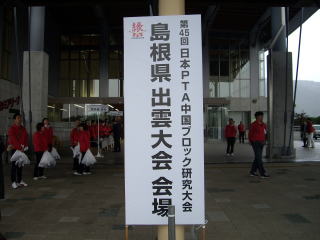 縁
第45回 日本PTA中国ブロック研究大会
島根県 出雲大会 会場